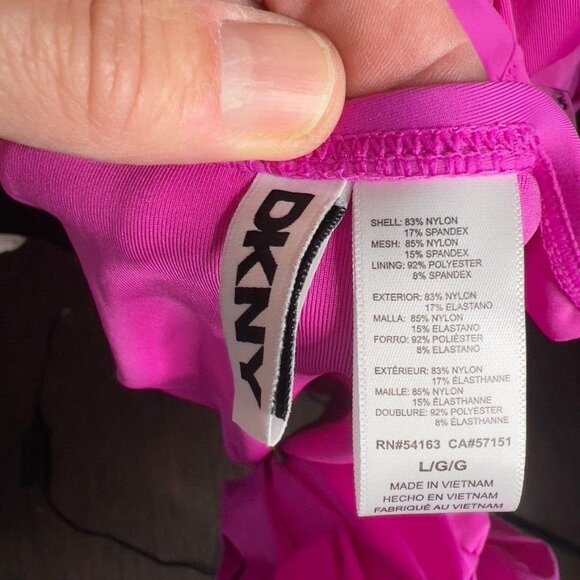 DKNY
SHELL: 83% NYLON
17% SPANDEX
MESH: 85% NYLON
15% SPANDEX
LINING: 92% POLYESTER
8% SPANDEX
EXTERIOR: 83% NYLON
17% ELASTANO
MALLA: 85% NYLON
15% ELASTANO
FORRO: 92% POLIÉSTER
8% ELASTANO
EXTÉRIEUR: 83% NYLON
17% ÉLASTHANNE
MAILLE: 85% NYLON
15% ÉLASTHANNE
DOUBLURE: 92% POLYESTER
8% ÉLASTHANNE
RN#54163 CA#57151
L/G/G
MADE IN VIETNAM
HECHO EN VIETNAM
FABRIQUÉ AU VIETNAM